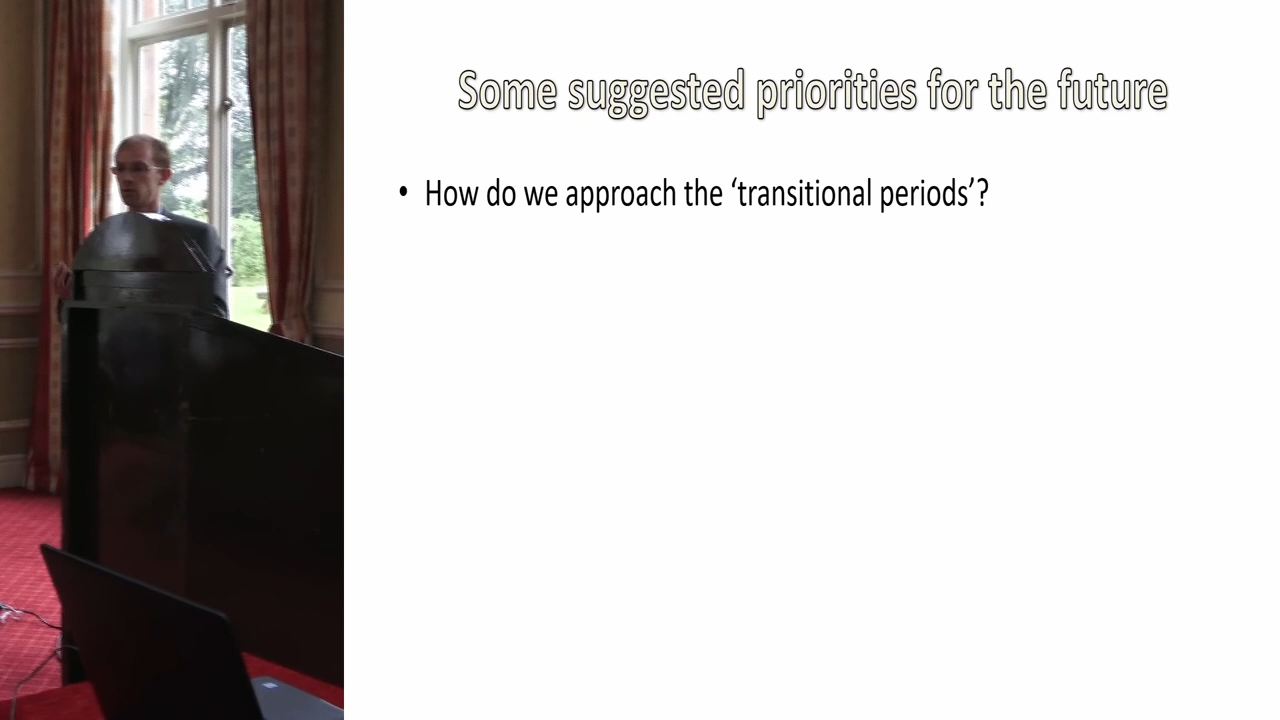 Some suggested priorities for the future
• How do we approach the ‘transitional periods’?